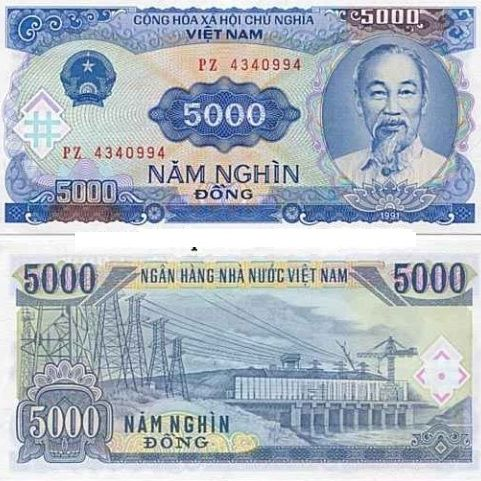 CỘNG HÒA XÃ HỘI CHỦ NGHĨA
VIỆT NAM
5000
PZ 4340994
5000
PZ 4340994
NĂM NGHÌN
ĐỒNG
5000
1991
5000
NGÂN HÀNG NHÀ NƯỚC VIỆT NAM
5000
5000
NĂM NGHÌN
ĐỒNG